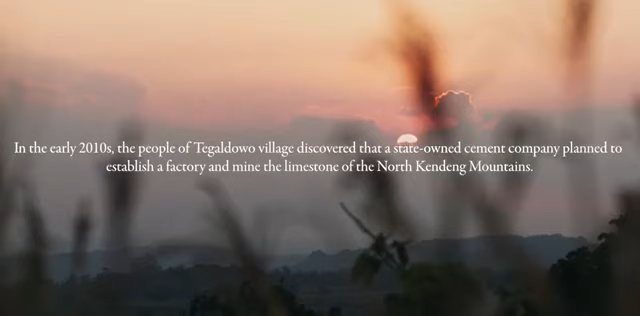 In the early 2010s, the people of Tegaldowo village discovered that a state-owned cement company planned to
establish a factory and mine the limestone of the North Kendeng Mountains.